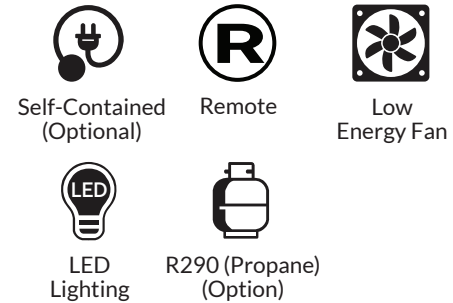 R
Self-Contained
(Optional)
Remote
Low
Energy Fan
LED
LED
Lighting
R290 (Propane)
(Option)